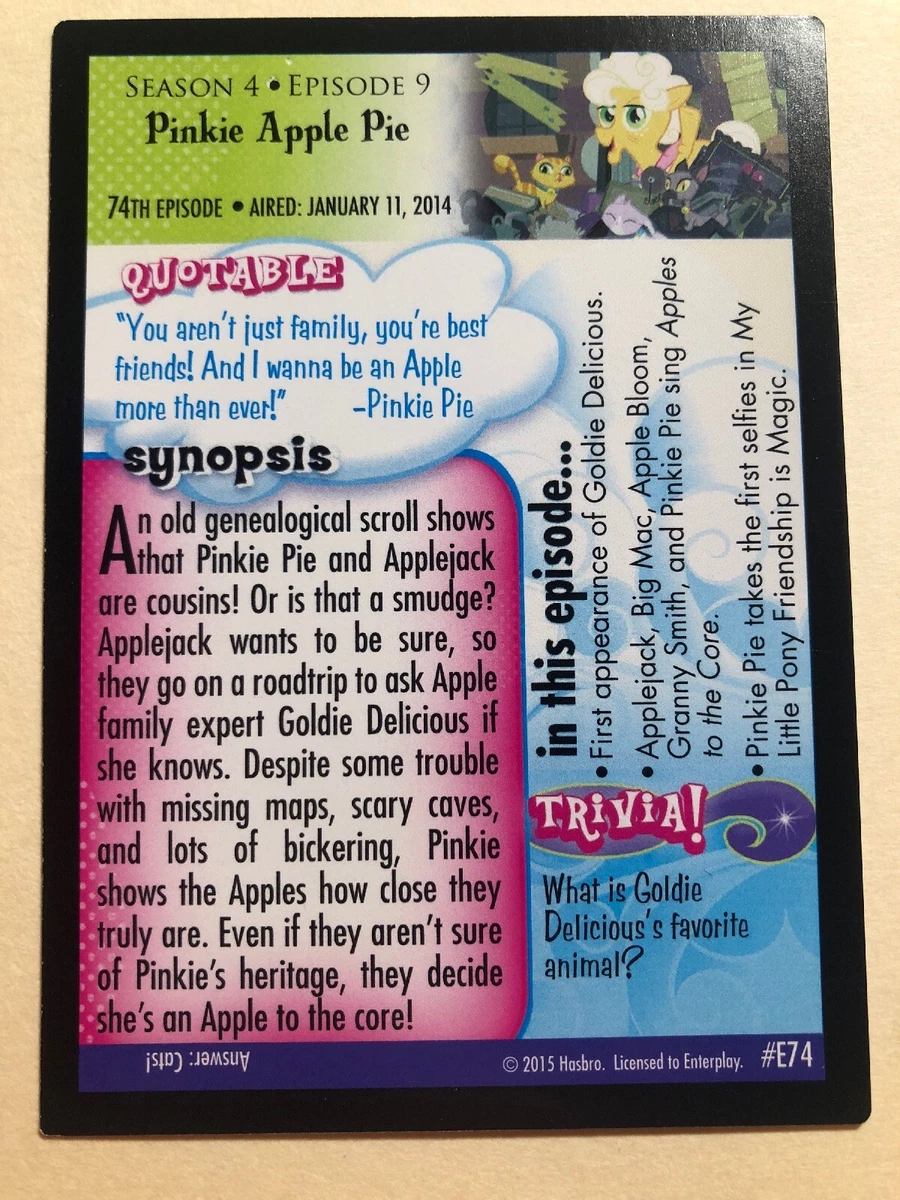 SEASON 4 • EPISODE 9
Pinkie Apple Pie
74TH EPISODE • AIRED: JANUARY 11, 2014
QUOTABLE
"You aren't just family, you're best
friends! And I wanna be an Apple
more than ever!" -Pinkie Pie
synopsis
An old genealogical scroll shows
that Pinkie Pie and Applejack
are cousins! Or is that a smudge?
Applejack wants to be sure, so
they go on a roadtrip to ask Apple
family expert Goldie Delicious if
she knows. Despite some trouble
with missing maps, scary caves,
and lots of bickering, Pinkie
shows the Apples how close they
truly are. Even if they aren't sure
of Pinkie's heritage, they decide
she's an Apple to the core!
in this episode...
• First appearance of Goldie Delicious.
• Applejack, Big Mac, Apple Bloom,
Granny Smith, and Pinkie Pie sing Apples
to the Core.
• Pinkie Pie takes the first selfies in My
Little Pony Friendship is Magic.
TRIVIA!
What is Goldie
Delicious's favorite
animal?
Answer: Cats!
© 2015 Hasbro. Licensed to Enterplay. #E74